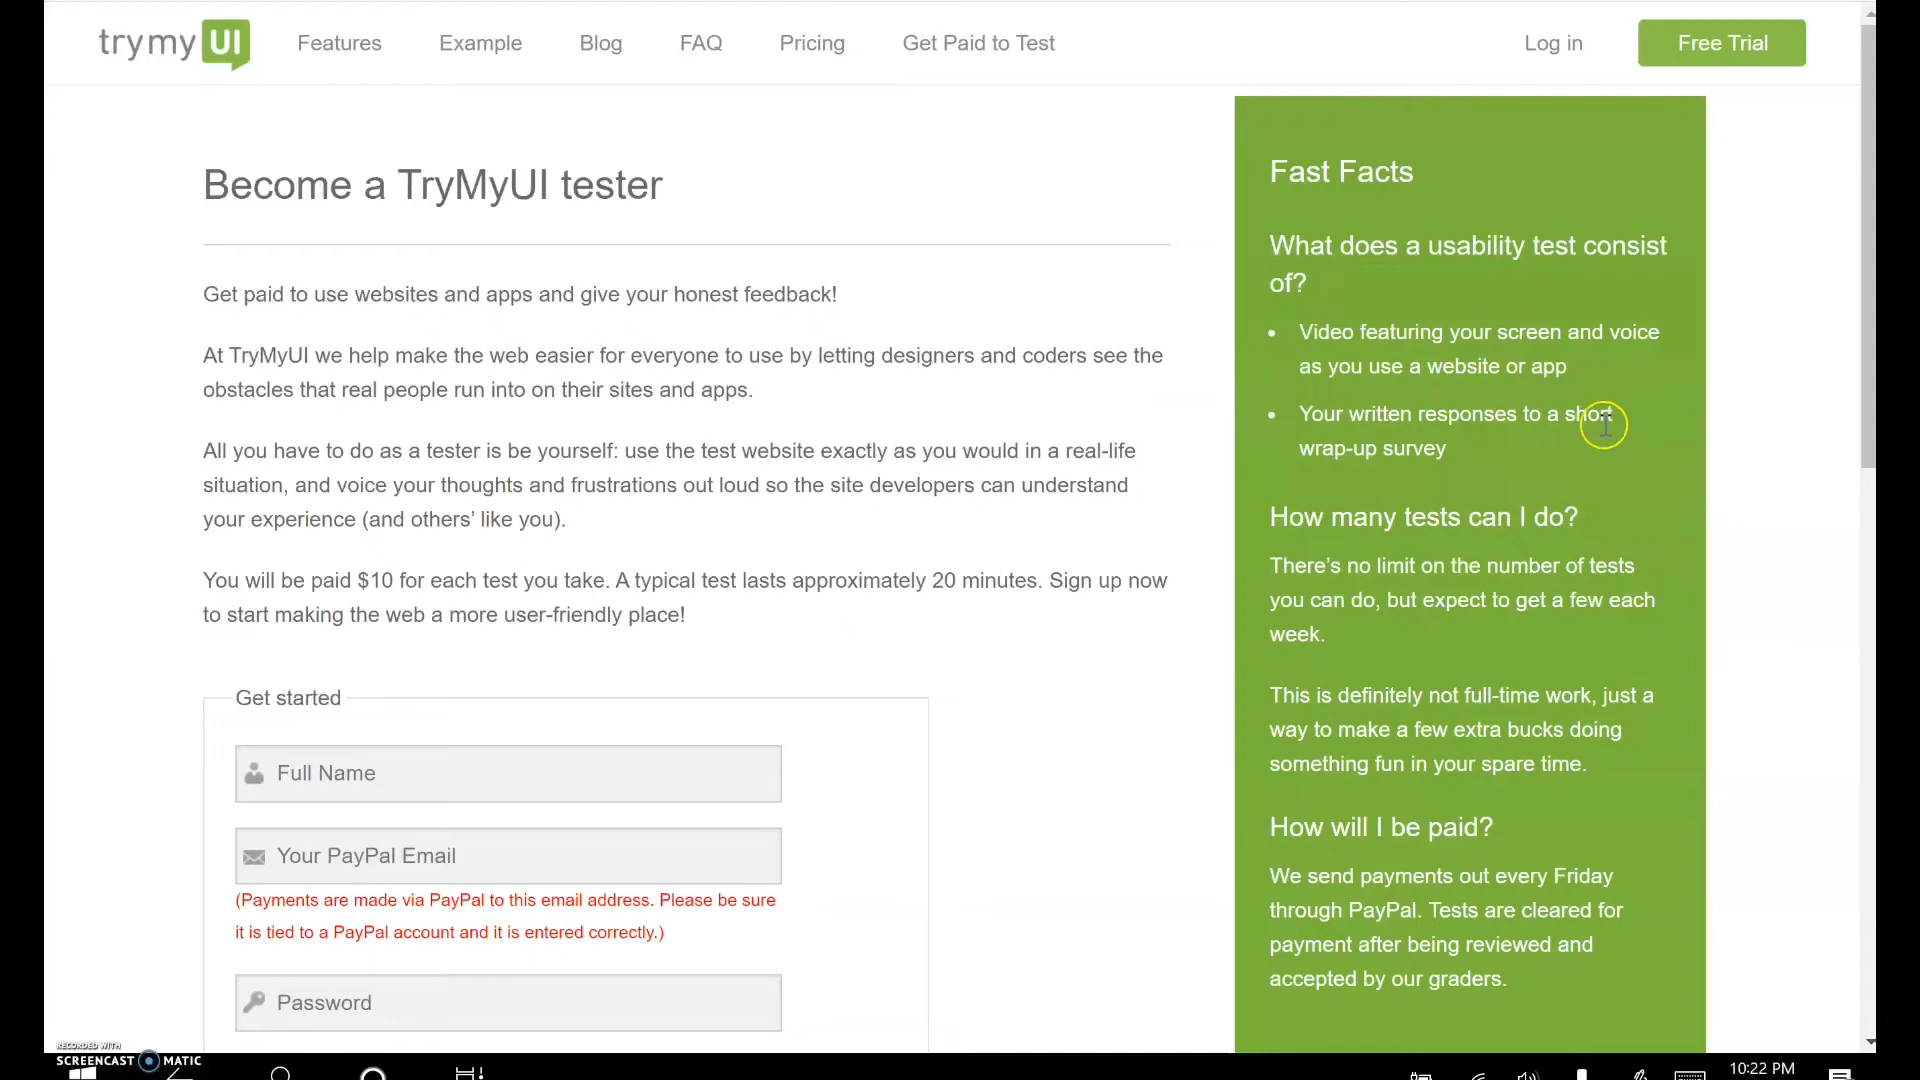 trymyUI Features Example Blog FAQ Pricing Get Paid to Test Log in Free Trial
Become a TryMyUI tester
Get paid to use websites and apps and give your honest feedback!
At TryMyUI we help make the web easier for everyone to use by letting designers and coders see the
obstacles that real people run into on their sites and apps.
All you have to do as a tester is be yourself: use the test website exactly as you would in a real-life
situation, and voice your thoughts and frustrations out loud so the site developers can understand
your experience (and others’ like you).
You will be paid $10 for each test you take. A typical test lasts approximately 20 minutes. Sign up now
to start making the web a more user-friendly place!
Get started
Full Name
Your PayPal Email
(Payments are made via PayPal to this email address. Please be sure
it is tied to a PayPal account and it is entered correctly.)
Password
Fast Facts
What does a usability test consist
of?
• Video featuring your screen and voice
as you use a website or app
• Your written responses to a short
wrap-up survey
How many tests can I do?
There’s no limit on the number of tests
you can do, but expect to get a few each
week.
This is definitely not full-time work, just a
way to make a few extra bucks doing
something fun in your spare time.
How will I be paid?
We send payments out every Friday
through PayPal. Tests are cleared for
payment after being reviewed and
accepted by our graders.
RECORDED WITH
SCREENCAST MATIC
10:22 PM